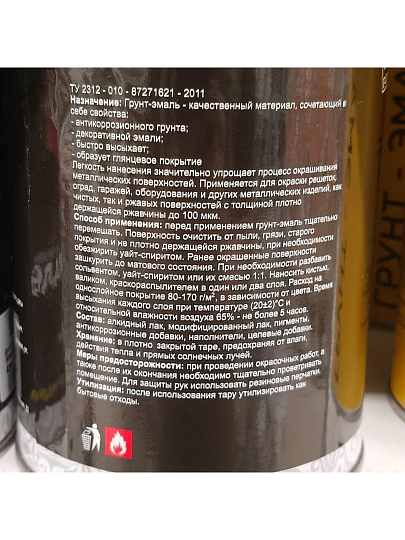 ТУ 2312 - 010 - 87271621 - 2011
Назначение: Грунт-эмаль - качественный материал, сочетающий в
себе свойства:
- антикоррозионного грунта;
- декоративной эмали;
- быстро высыхает;
- образует глянцевое покрытие
Легкость нанесения значительно упрощает процесс окрашивания
металлических поверхностей. Применяется для окраски решеток,
оград, гаражей, оборудования и других металлических изделий, как
чистых, так и ржавых поверхностей с толщиной плотно
держащейся ржавчины до 100 мкм.
Способ применения: перед применением грунт-эмаль тщательно
перемешать. Поверхность очистить от пыли, грязи, старого
покрытия и не плотно держащейся ржавчины, при необходимости
обезжирить уайт-спиритом. Ранее окрашенные поверхности
зашкурить до матового состояния. При необходимости разбавить
сольвентом, уайт-спиритом или их смесью 1:1. Наносить кистью,
валиком, краскораспылителем в один или два слоя. Расход на
однослойное покрытие 80-170 г/м², в зависимости от цвета. Время
высыхания каждого слоя при температуре (20±2)°С и
относительной влажности воздуха 65% - не более 5 часов.
Состав: алкидный лак, модифицированный лак, пигменты,
антикоррозионные добавки, наполнители, целевые добавки.
Хранение: в плотно закрытой таре, предохраняя от влаги,
действия тепла и прямых солнечных лучей.
Меры предосторожности: при проведении окрасочных работ, а
также после их окончания необходимо тщательно проветривать
помещение. Для защиты рук использовать резиновые перчатки.
Утилизация: после использования тару утилизировать как
бытовые отходы.
ГРУНТ - ЭМА